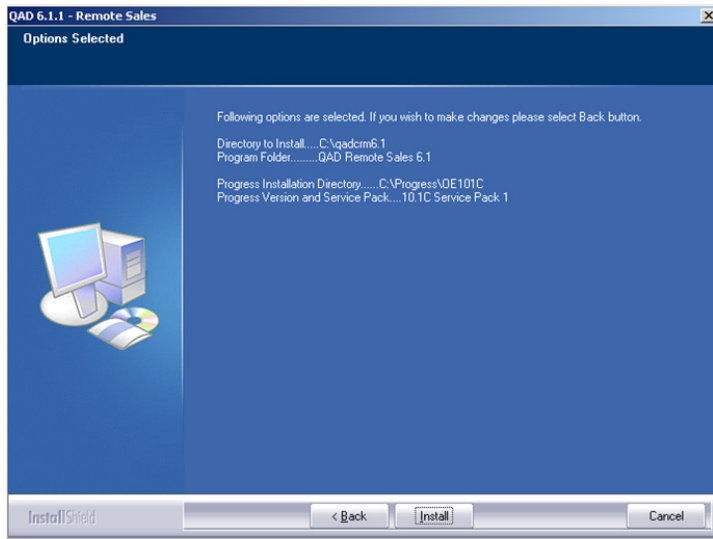 QAD 6.1.1 - Remote Sales
Options Selected
Following options are selected. If you wish to make changes please select Back button.
Directory to Install.....C:\qadcrm6.1
Program Folder.........QAD Remote Sales 6.1
Progress Installation Directory......C:\Progress\OE101C
Progress Version and Service Pack....10.1C Service Pack 1
InstallShield
< Back
Install
Cancel